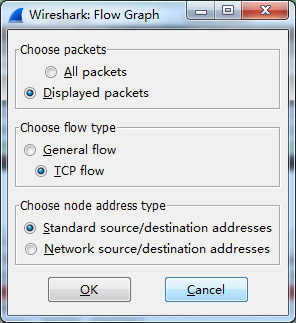 Wireshark: Flow Graph
Choose packets
All packets
Displayed packets
Choose flow type
General flow
TCP flow
Choose node address type
Standard source/destination addresses
Network source/destination addresses
OK
Cancel